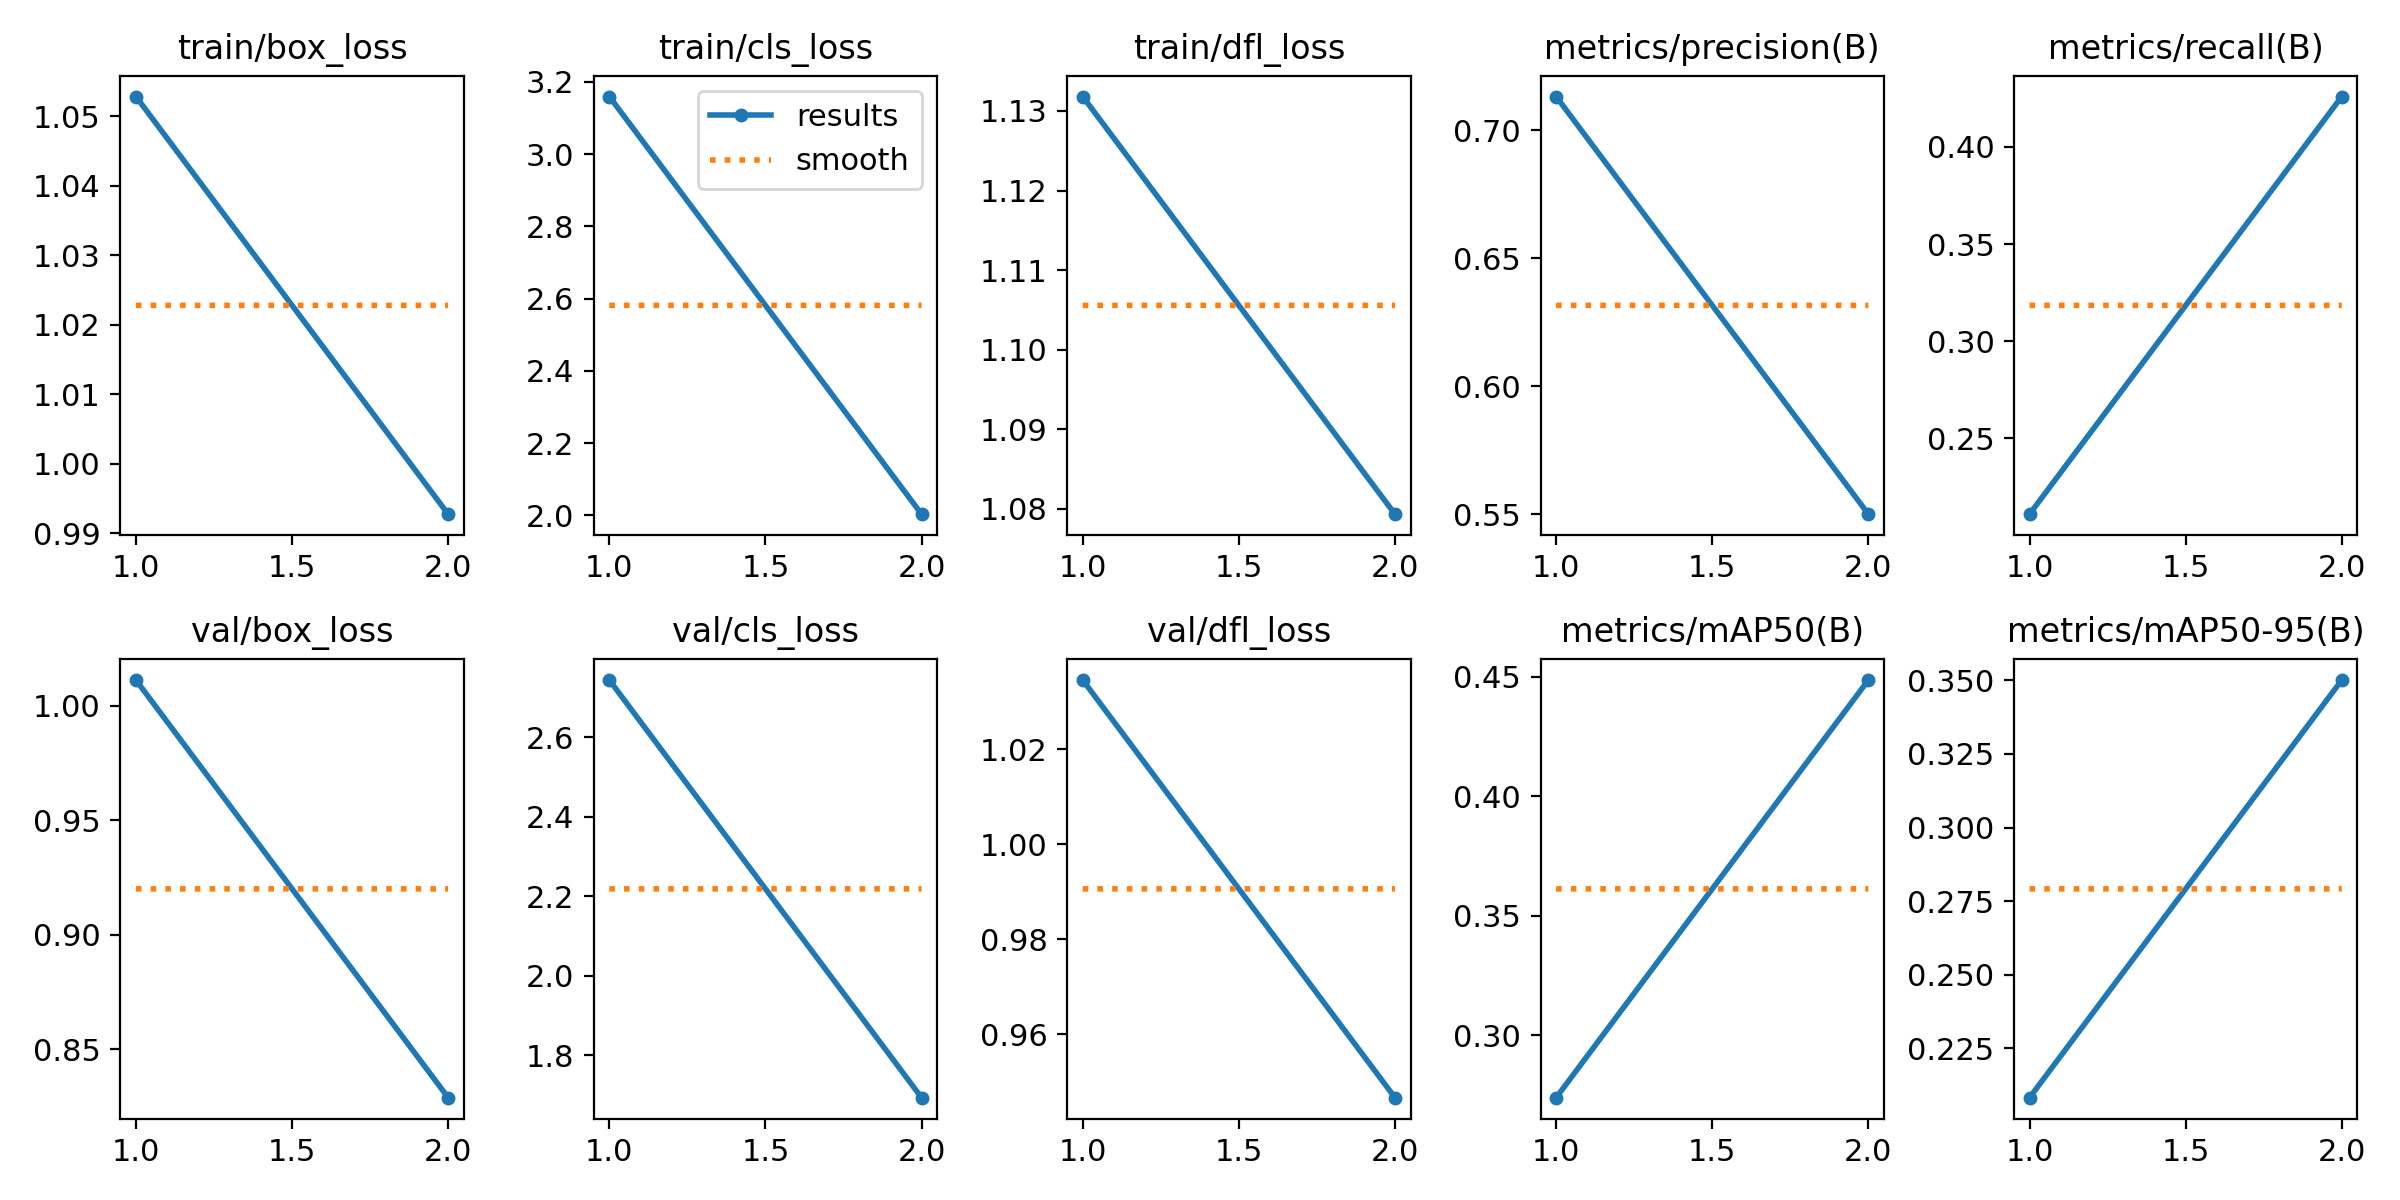 train/box_loss
1.05
1.04
1.03
1.02
1.01
1.00
0.99
1.0 1.5 2.0
train/cls_loss
results
smooth
3.2
3.0
2.8
2.6
2.4
2.2
2.0
1.0 1.5 2.0
train/dfl_loss
1.13
1.12
1.11
1.10
1.09
1.08
1.0 1.5 2.0
metrics/precision(B)
0.70
0.65
0.60
0.55
1.0 1.5 2.0
metrics/recall(B)
0.40
0.35
0.30
0.25
1.0 1.5 2.0
val/box_loss
1.00
0.95
0.90
0.85
1.0 1.5 2.0
val/cls_loss
2.6
2.4
2.2
2.0
1.8
1.0 1.5 2.0
val/dfl_loss
1.02
1.00
0.98
0.96
1.0 1.5 2.0
metrics/mAP50(B)
0.45
0.40
0.35
0.30
1.0 1.5 2.0
metrics/mAP50-95(B)
0.350
0.325
0.300
0.275
0.250
0.225
1.0 1.5 2.0